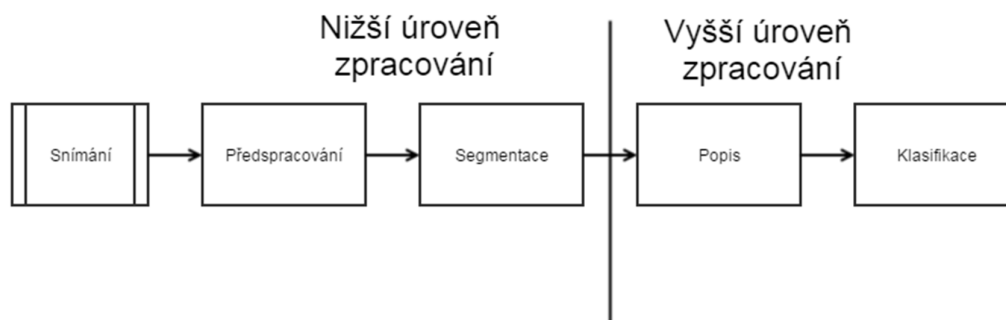 Nižší úroveň
zpracování
Vyšší úroveň
zpracování
Snímání
Předspracování
Segmentace
Popis
Klasifikace